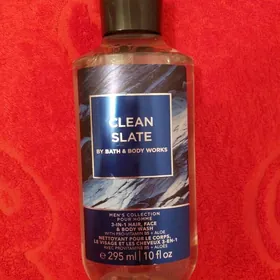 CLEAN
SLATE
BY BATH & BODY WORKS
MEN'S COLLECTION
POUR HOMME
3-IN-1 HAIR, FACE
& BODY WASH
WITH PROVITAMIN B5 + ALOE
NETTOYANT POUR LE CORPS,
LE VISAGE ET LES CHEVEUX 3-EN-1
AVEC PROVITAMINE B5 + ALOÈS
e 295 ml | 10 fl oz